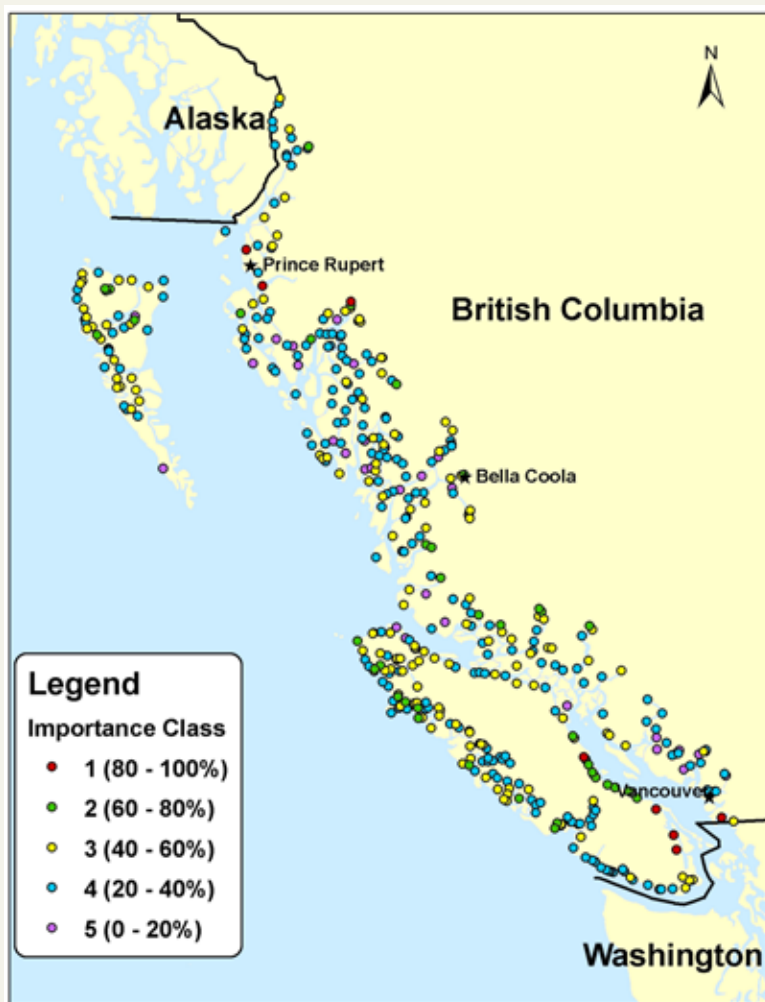 N
Alaska
Prince Rupert
British Columbia
Bella Coola
Legend
Importance Class
1 (80 - 100%)
2 (60 - 80%)
3 (40 - 60%)
4 (20 - 40%)
5 (0 - 20%)
Vancouver
Washington